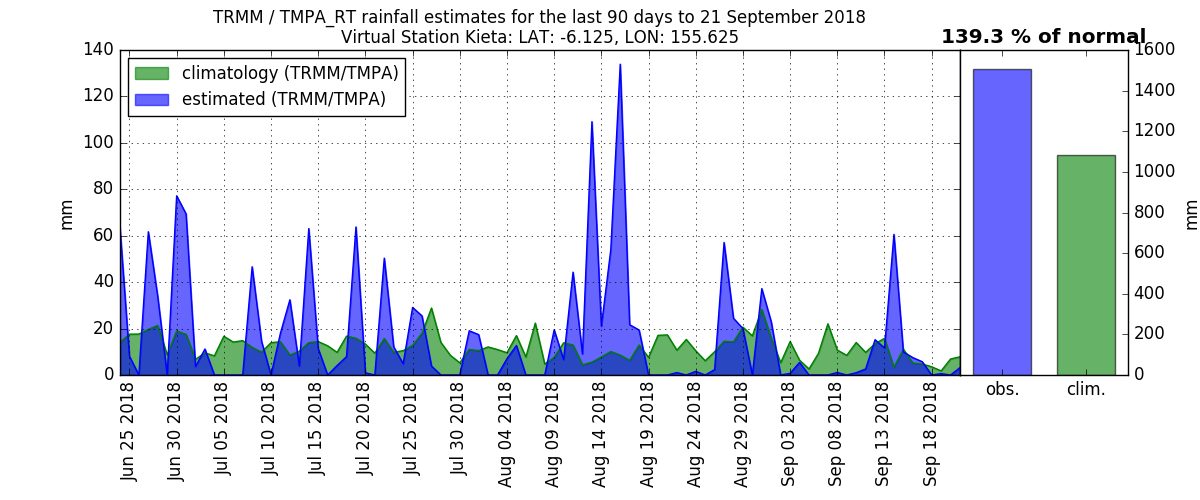 TRMM / TMPA_RT rainfall estimates for the last 90 days to 21 September 2018
Virtual Station Kieta: LAT: -6.125, LON: 155.625
139.3 % of normal
climatology (TRMM/TMPA)
estimated (TRMM/TMPA)
140
120
100
80
60
40
20
0
mm
Jun 25 2018
Jun 30 2018
Jul 05 2018
Jul 10 2018
Jul 15 2018
Jul 20 2018
Jul 25 2018
Jul 30 2018
Aug 04 2018
Aug 09 2018
Aug 14 2018
Aug 19 2018
Aug 24 2018
Aug 29 2018
Sep 03 2018
Sep 08 2018
Sep 13 2018
Sep 18 2018
obs.
clim.
1600
1400
1200
1000
800
600
400
200
0
mm